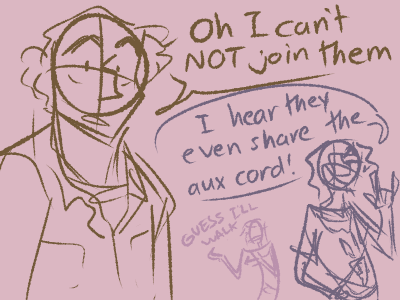 Oh I can't
NOT join them
I hear they
even share the
aux cord!
GUESS I'LL
WALK